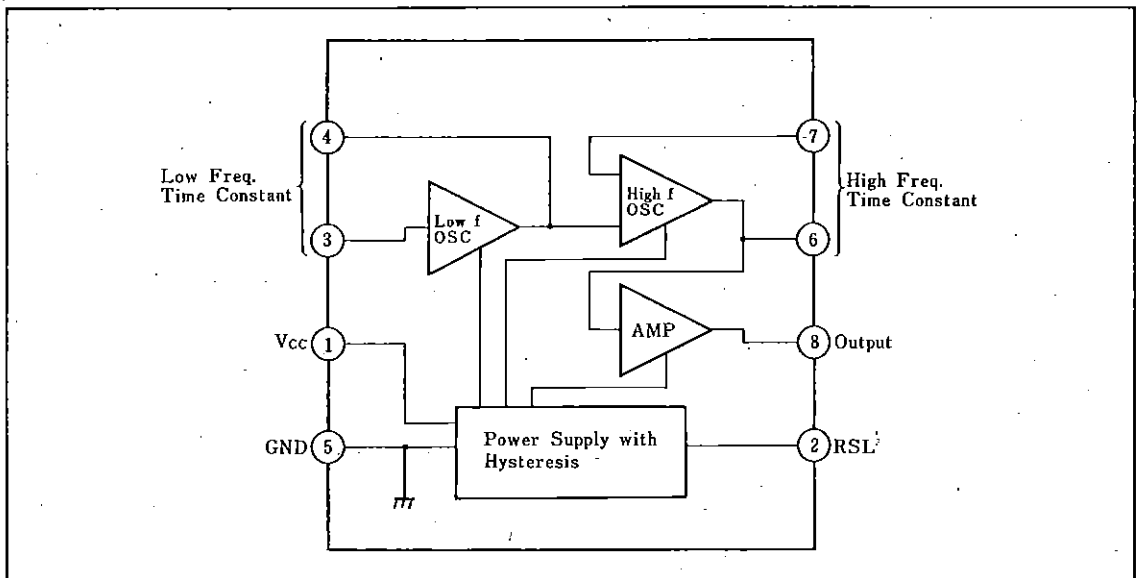 4
7
Low Freq.
Time Constant
High f
OSC
High Freq.
Time Constant
Low f
OSC
3
6
Vcc
1
AMP
8
Output
GND
5
Power Supply with
Hysteresis
2
RSL